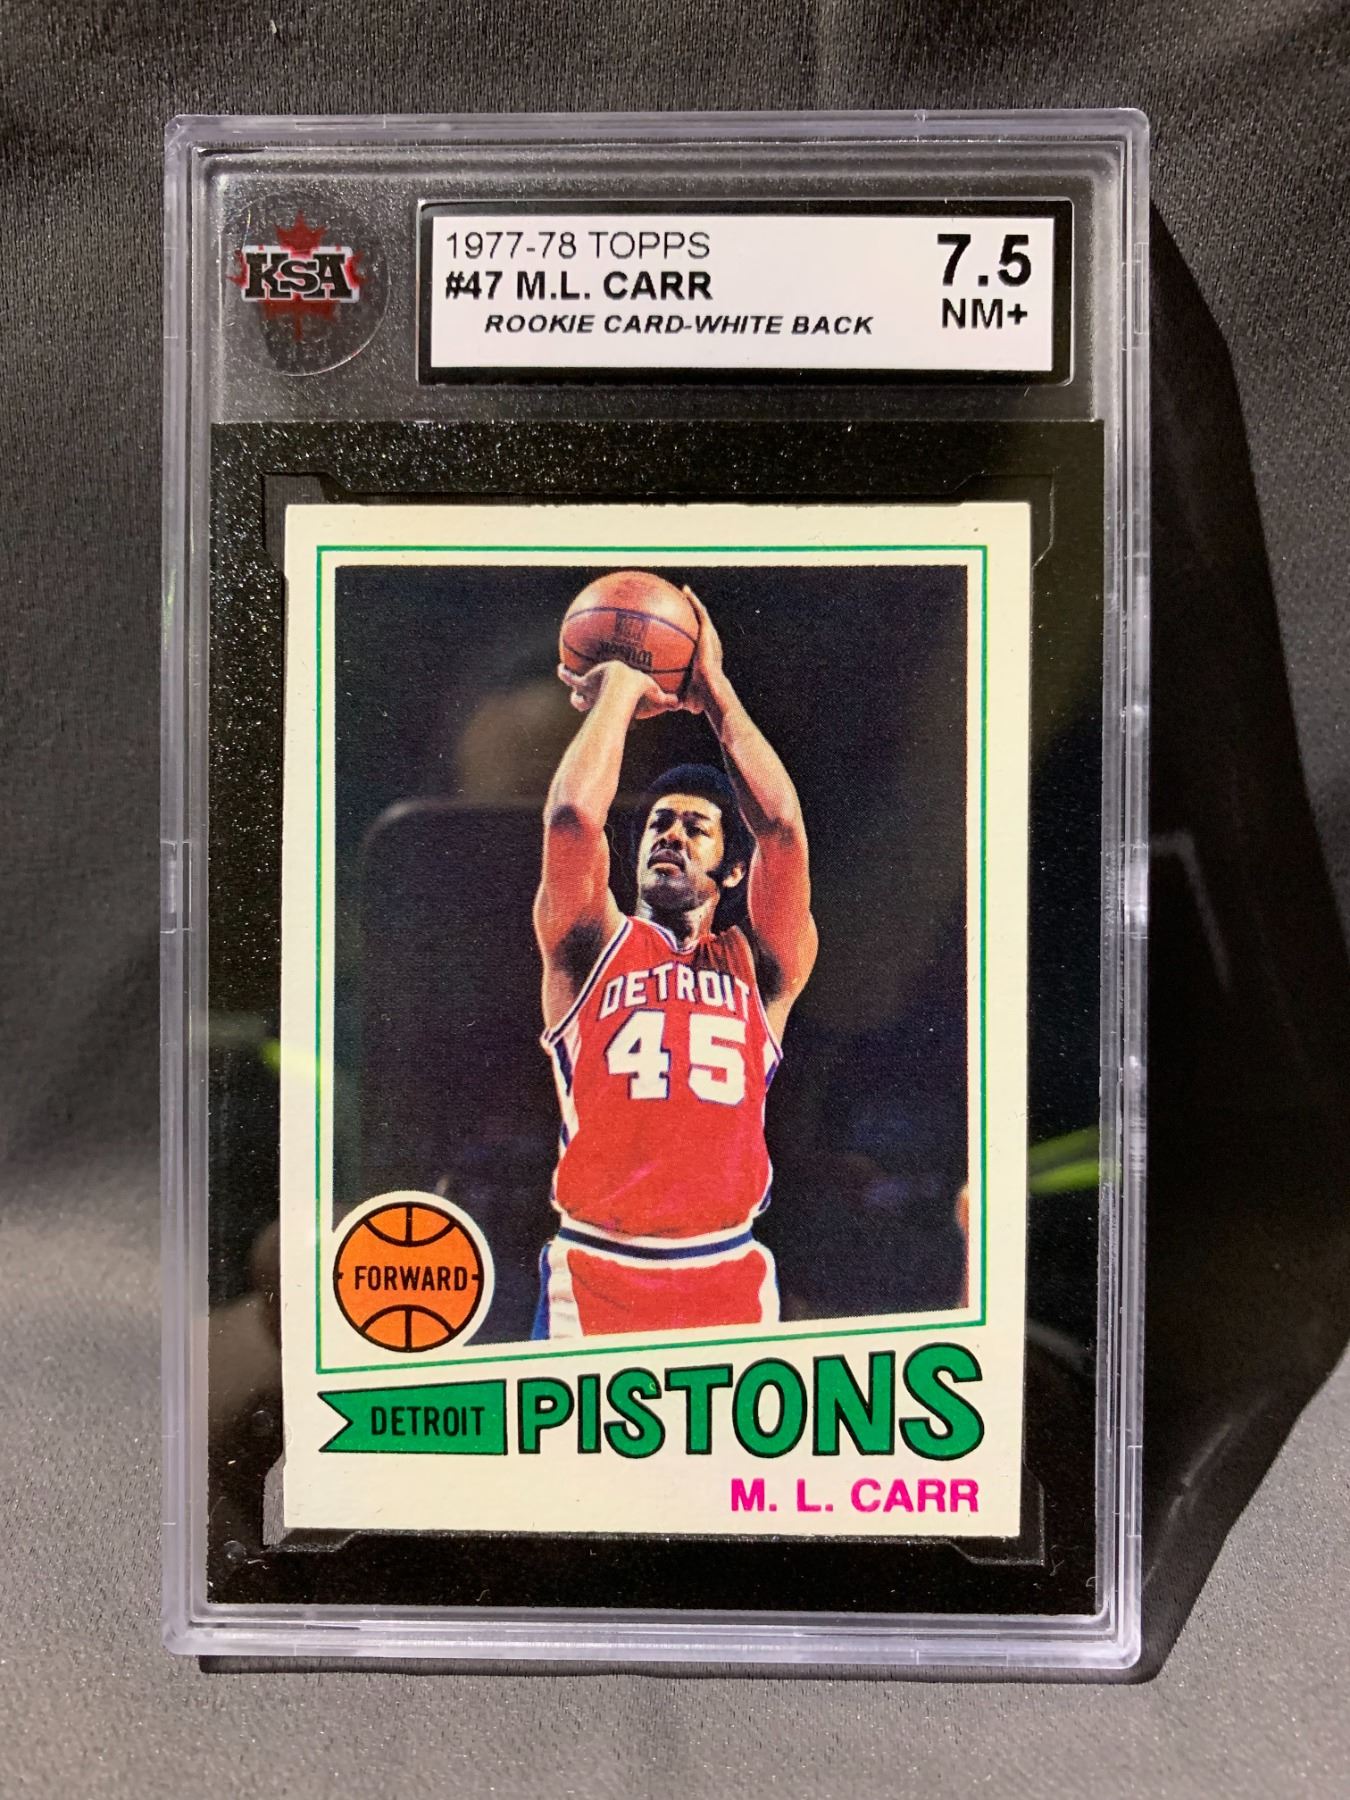 KSA
1977-78 TOPPS
7.5
#47 M.L. CARR
NM+
ROOKIE CARD-WHITE BACK
Wilson
DETROIT
45
FORWARD
DETROIT PISTONS
M. L. CARR